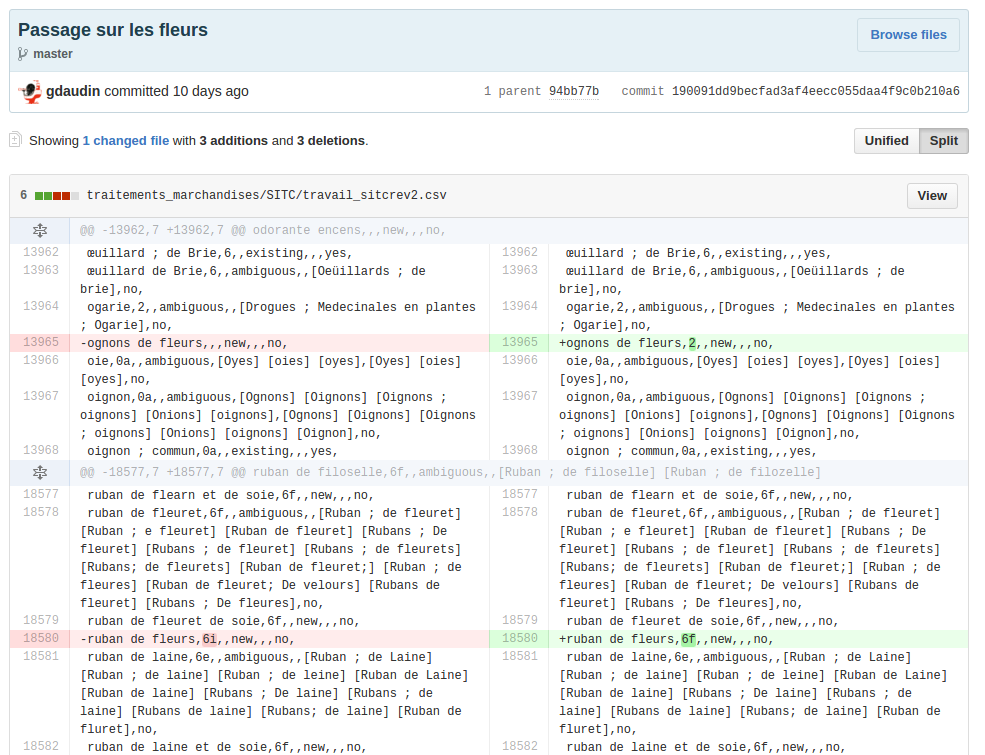 Passage sur les fleurs
Browse files
master
gdaudin committed 10 days ago
1 parent 94bb77b commit 190091dd9becfad3af4eecc055daa4f9c0b210a6
Showing 1 changed file with 3 additions and 3 deletions.
Unified Split
6 traitements_marchandises/SITC/travail_sitcrev2.csv
View
@@ -13962,7 +13962,7 @@ odorante encens,,,new,,,no,
13962 œuillard ; de Brie,6,,existing,,,yes, 13962 œuillard ; de Brie,6,,existing,,,yes,
13963 œuillard de Brie,6,,ambiguous,,[Oeüillards ; de 13963 œuillard de Brie,6,,ambiguous,,[Oeüillards ; de
brie],no, brie],no,
13964 ogarie,2,,ambiguous,,[Drogues ; Medecinales en plantes 13964 ogarie,2,,ambiguous,,[Drogues ; Medecinales en plantes
; Ogarie],no, ; Ogarie],no,
13965 -ognons de fleurs,,,new,,,no, 13965 +ognons de fleurs,2,,new,,,no,
13966 oie,0a,,ambiguous,[Oyes] [oies] [oyes],[Oyes] [oies] 13966 oie,0a,,ambiguous,[Oyes] [oies] [oyes],[Oyes] [oies]
[oyes],no, [oyes],no,
13967 oignon,0a,,ambiguous,[Ognons] [Oignons] [Oignons ; 13967 oignon,0a,,ambiguous,[Ognons] [Oignons] [Oignons ;
oignons] [Onions] [oignons],[Ognons] [Oignons] [Oignons oignons] [Onions] [oignons],[Ognons] [Oignons] [Oignons
; oignons] [Onions] [oignons] [Oignon],no, ; oignons] [Onions] [oignons] [Oignon],no,
13968 oignon ; commun,0a,,existing,,,yes, 13968 oignon ; commun,0a,,existing,,,yes,
@@ -18577,7 +18577,7 @@ ruban de filoselle,6f,,ambiguous,,[Ruban ; de filoselle] [Ruban ; de filozelle]
18577 ruban de flearn et de soie,6f,,new,,,no, 18577 ruban de flearn et de soie,6f,,new,,,no,
18578 ruban de fleuret,6f,,ambiguous,,[Ruban ; de fleuret] 18578 ruban de fleuret,6f,,ambiguous,,[Ruban ; de fleuret]
[Ruban ; e fleuret] [Ruban de fleuret] [Rubans ; De [Ruban ; e fleuret] [Ruban de fleuret] [Rubans ; De
fleuret] [Rubans ; de fleuret] [Rubans ; de fleurets] fleuret] [Rubans ; de fleuret] [Rubans ; de fleurets]
[Rubans; de fleurets] [Ruban de fleuret;] [Ruban ; de [Rubans; de fleurets] [Ruban de fleuret;] [Ruban ; de
fleures] [Ruban de fleuret; De velours] [Rubans de fleures] [Ruban de fleuret; De velours] [Rubans de
fleuret] [Rubans ; De fleures],no, fleuret] [Rubans ; De fleures],no,
18579 ruban de fleuret de soie,6f,,new,,,no, 18579 ruban de fleuret de soie,6f,,new,,,no,
18580 -ruban de fleurs,6i,,new,,,no, 18580 +ruban de fleurs,6f,,new,,,no,
18581 ruban de laine,6e,,ambiguous,,[Ruban ; de Laine] 18581 ruban de laine,6e,,ambiguous,,[Ruban ; de Laine]
[Ruban ; de laine] [Ruban ; de leine] [Ruban de Laine] [Ruban ; de laine] [Ruban ; de leine] [Ruban de Laine]
[Ruban de laine] [Rubans ; De laine] [Rubans ; de [Ruban de laine] [Rubans ; De laine] [Rubans ; de
laine] [Rubans de laine] [Rubans; de laine] [Ruban de laine] [Rubans de laine] [Rubans; de laine] [Ruban de
fluret],no, fluret],no,
18582 ruban de laine et de soie,6f,,new,,,no, 18582 ruban de laine et de soie,6f,,new,,,no,